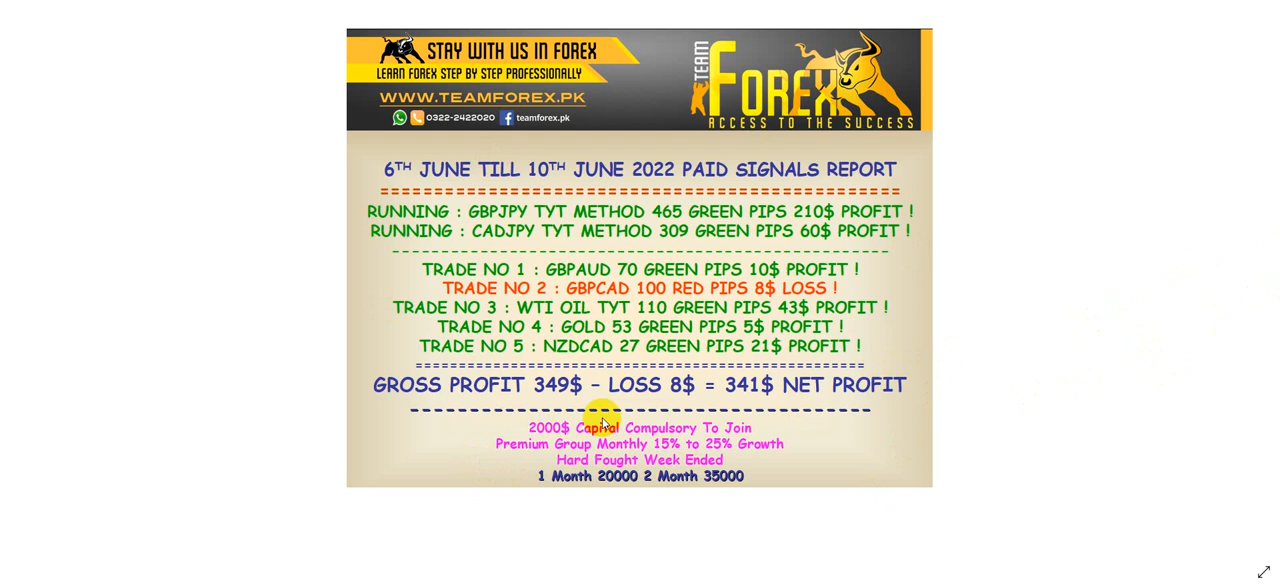 STAY WITH US IN FOREX
LEARN FOREX STEP BY STEP PROFESSIONALLY
WWW.TEAMFOREX.PK
0322-2422020 teamforex.pk
TEAM
FOREX
ACCESS TO THE SUCCESS
6TH JUNE TILL 10TH JUNE 2022 PAID SIGNALS REPORT
==============================================
RUNNING : GBPJPY TYT METHOD 465 GREEN PIPS 210$ PROFIT !
RUNNING : CADJPY TYT METHOD 309 GREEN PIPS 60$ PROFIT !
---------------------------------------------------
TRADE NO 1 : GBPAUD 70 GREEN PIPS 10$ PROFIT !
TRADE NO 2 : GBPCAD 100 RED PIPS 8$ LOSS !
TRADE NO 3 : WTI OIL TYT 110 GREEN PIPS 43$ PROFIT !
TRADE NO 4 : GOLD 53 GREEN PIPS 5$ PROFIT !
TRADE NO 5 : NZDCAD 27 GREEN PIPS 21$ PROFIT !
====================================================
GROSS PROFIT 349$ – LOSS 8$ = 341$ NET PROFIT
---------------------------------------
2000$ Capital Compulsory To Join
Premium Group Monthly 15% to 25% Growth
Hard Fought Week Ended
1 Month 20000 2 Month 35000